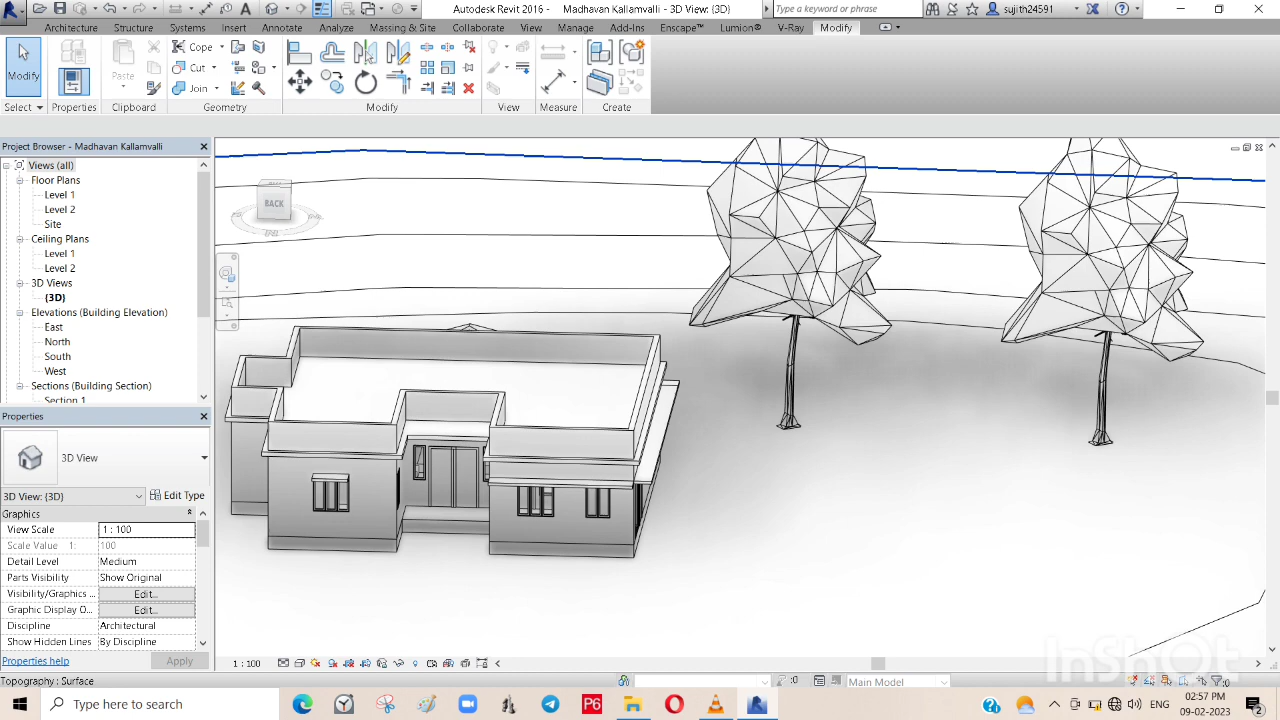 Autodesk Revit 2016 - Madhavan Kallamvalli - 3D View: {3D}
Type a keyword or phrase
sujith24591
Architecture Structure Systems Insert Annotate Analyze Massing & Site Collaborate View Manage Add-Ins Enscape™ Lumion® V-Ray Modify
Modify
Paste
Cope
Cut
Join
Select Properties Clipboard Geometry Modify View Measure Create
Project Browser - Madhavan Kallamvalli
Views (all)
Floor Plans
Level 1
Level 2
Site
Ceiling Plans
Level 1
Level 2
3D Views
{3D}
Elevations (Building Elevation)
East
North
South
West
Sections (Building Section)
Section 1
BACK
Properties
3D View
3D View: {3D} Edit Type
Graphics
View Scale 1 : 100
Scale Value 1: 100
Detail Level Medium
Parts Visibility Show Original
Visibility/Graphics ... Edit...
Graphic Display O... Edit...
Discipline Architectural
Show Hidden Lines By Discipline
Properties help Apply
1 : 100
InShOt
Topography : Surface
:0
Main Model
:0
Type here to search
P6
ENG
02:57 PM
09-02-2023
2